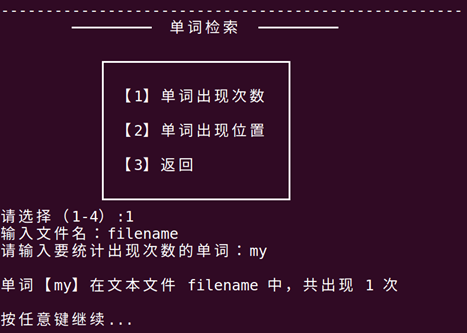 单词检索
【1】单词出现次数
【2】单词出现位置
【3】返回
请选择（1-4）:1
输入文件名：filename
请输入要统计出现次数的单词：my
单词【my】在文本文件 filename 中，共出现 1 次
按任意键继续...